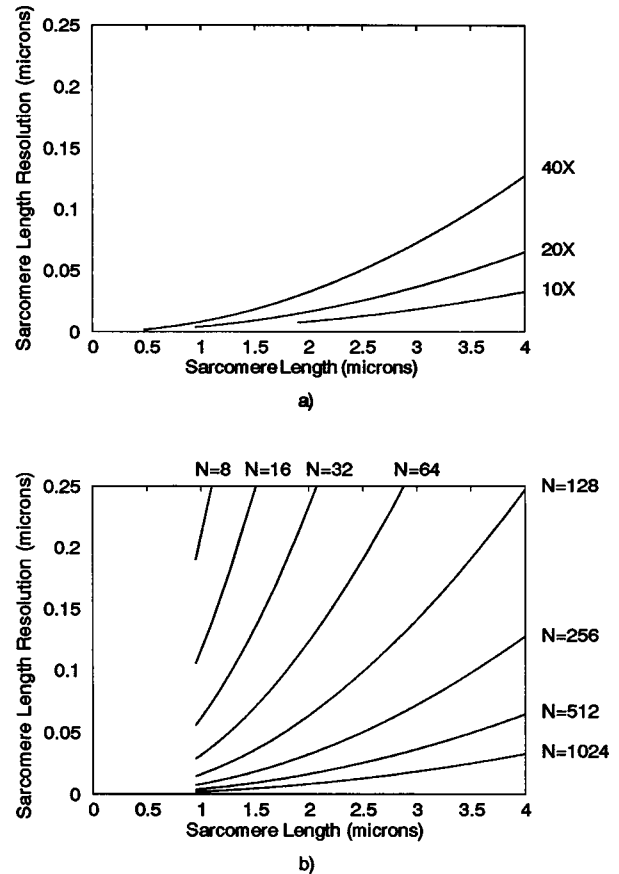 0.25
0.2
0.15
0.1
0.05
0
Sarcomere Length Resolution (microns)
40X
20X
10X
0 0.5 1 1.5 2 2.5 3 3.5 4
Sarcomere Length (microns)
a)
N=8 N=16 N=32 N=64
0.25
0.2
0.15
0.1
0.05
0
Sarcomere Length Resolution (microns)
N=128
N=256
N=512
N=1024
0 0.5 1 1.5 2 2.5 3 3.5 4
Sarcomere Length (microns)
b)